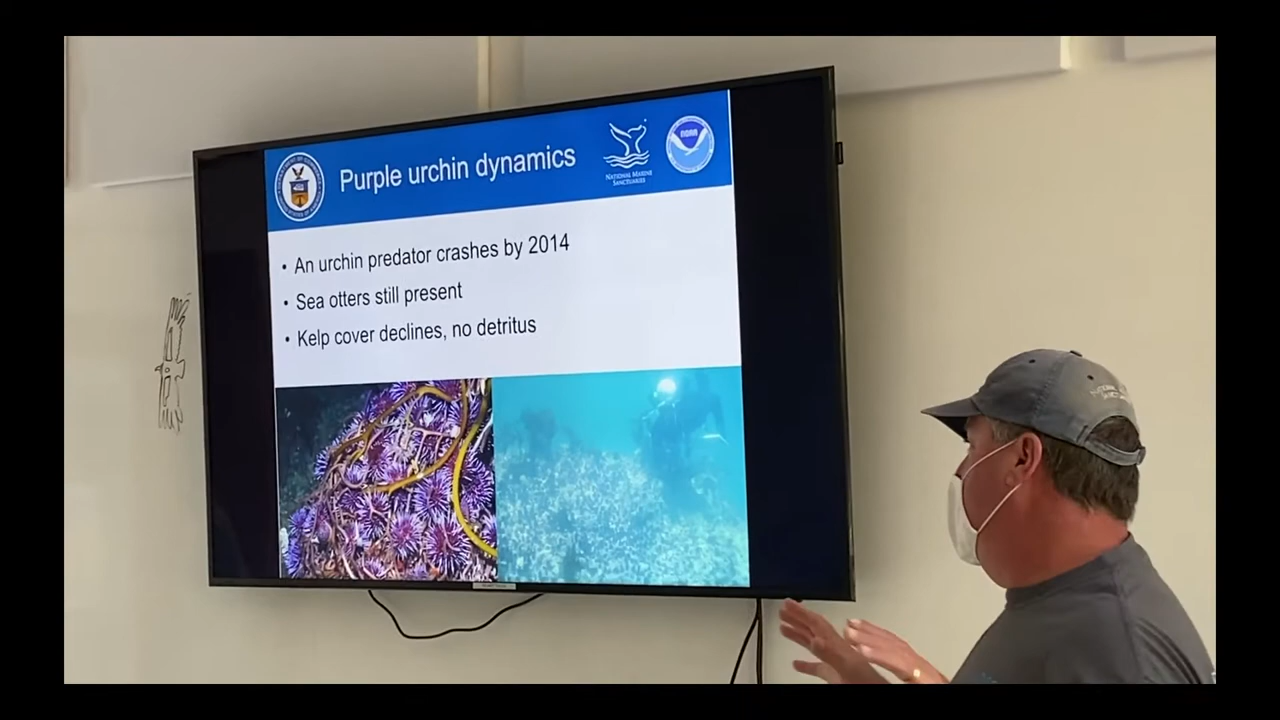 Purple urchin dynamics
NATIONAL MARINE
SANCTUARIES
NOAA
• An urchin predator crashes by 2014
• Sea otters still present
• Kelp cover declines, no detritus